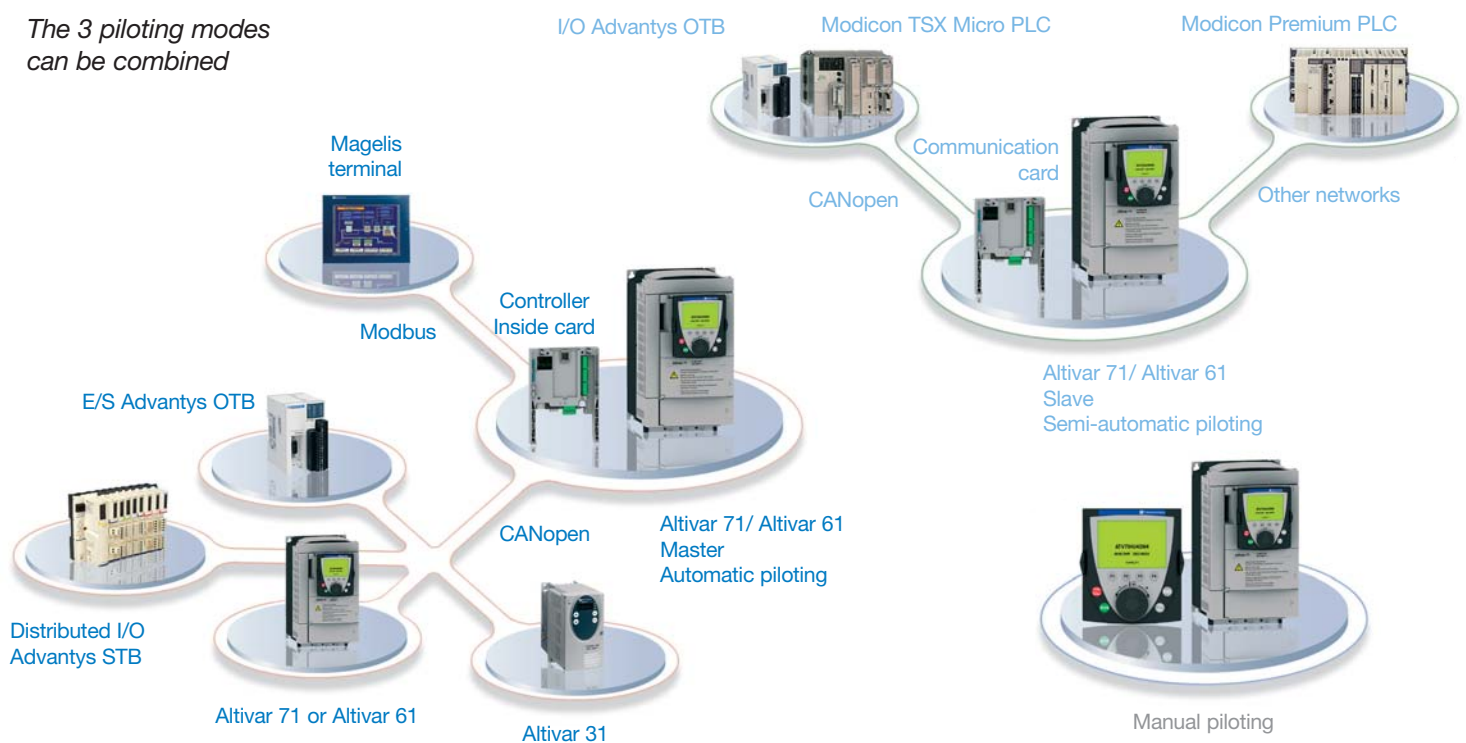 The 3 piloting modes
can be combined
I/O Advantys OTB
Modicon TSX Micro PLC
Modicon Premium PLC
Magelis
terminal
Communication
card
CANopen
Other networks
Controller
Inside card
Modbus
E/S Advantys OTB
Altivar 71/ Altivar 61
Slave
Semi-automatic piloting
CANopen
Altivar 71/ Altivar 61
Master
Automatic piloting
Distributed I/O
Advantys STB
Altivar 71 or Altivar 61
Altivar 31
Manual piloting